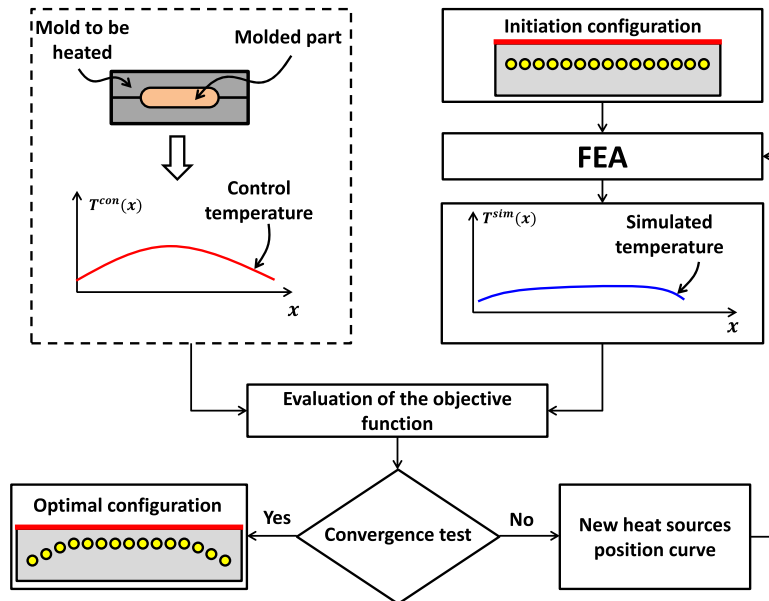 Mold to be
heated
Molded part
T^con(x)
Control
temperature
x
Initiation configuration
FEA
T^sim(x)
Simulated
temperature
x
Evaluation of the objective
function
Optimal configuration
Yes
Convergence test
No
New heat sources
position curve